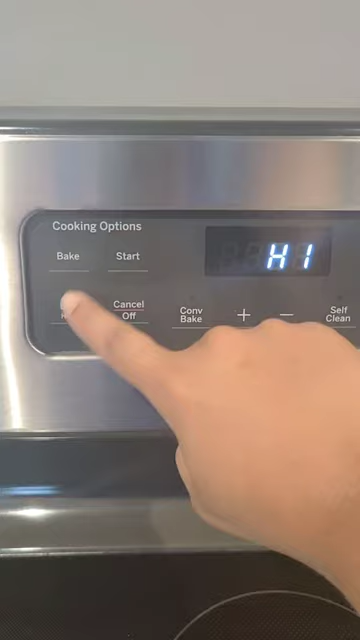 Cooking Options
Bake
Start
HI
Cancel
Off
Conv
Bake
+
−
Self
Clean